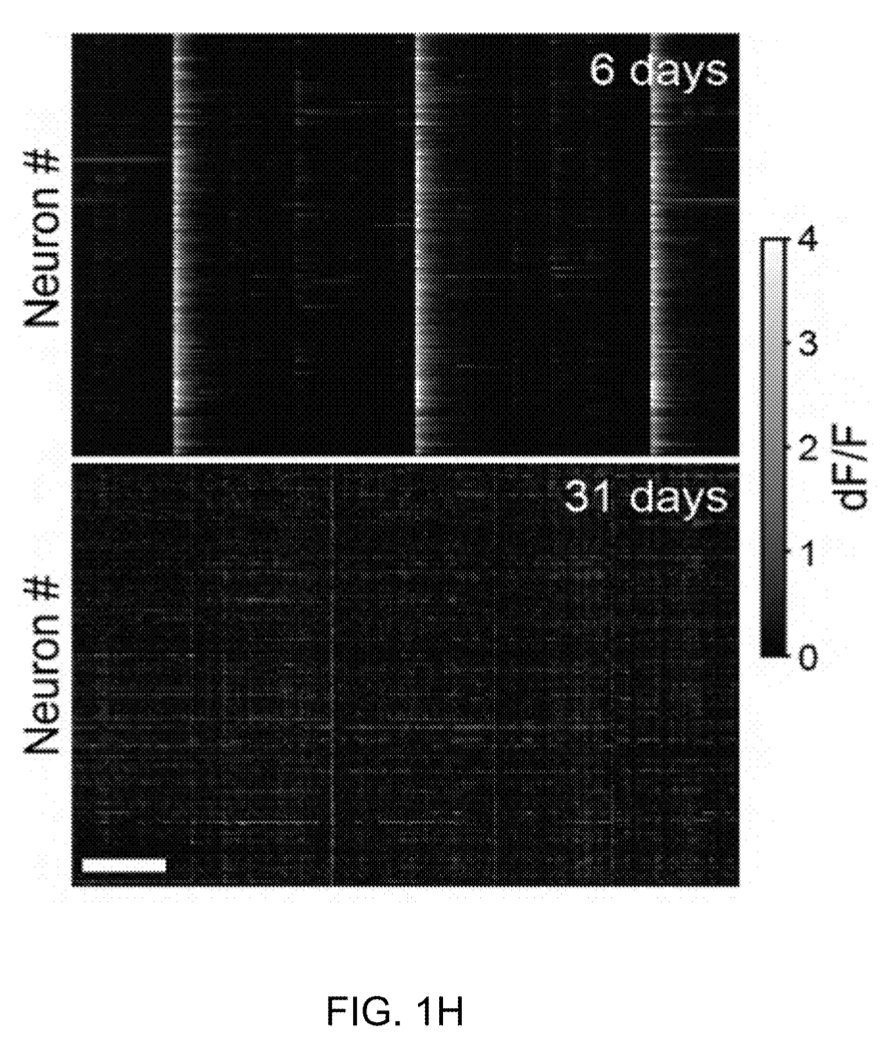 6 days
Neuron #
4
3
2
1
0
dF/F
31 days
Neuron #
FIG. 1H